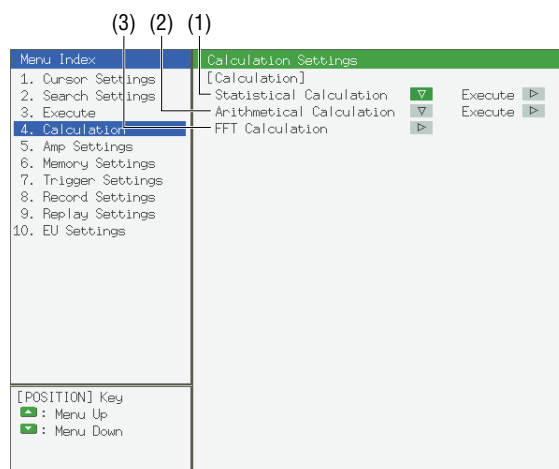 (3) (2) (1)
Menu Index
1. Cursor Settings
2. Search Settings
3. Execute
4. Calculation
5. Amp Settings
6. Memory Settings
7. Trigger Settings
8. Record Settings
9. Replay Settings
10. EU Settings
[POSITION] Key
: Menu Up
: Menu Down
Calculation Settings
[Calculation]
Statistical Calculation Execute
Arithmetical Calculation Execute
FFT Calculation